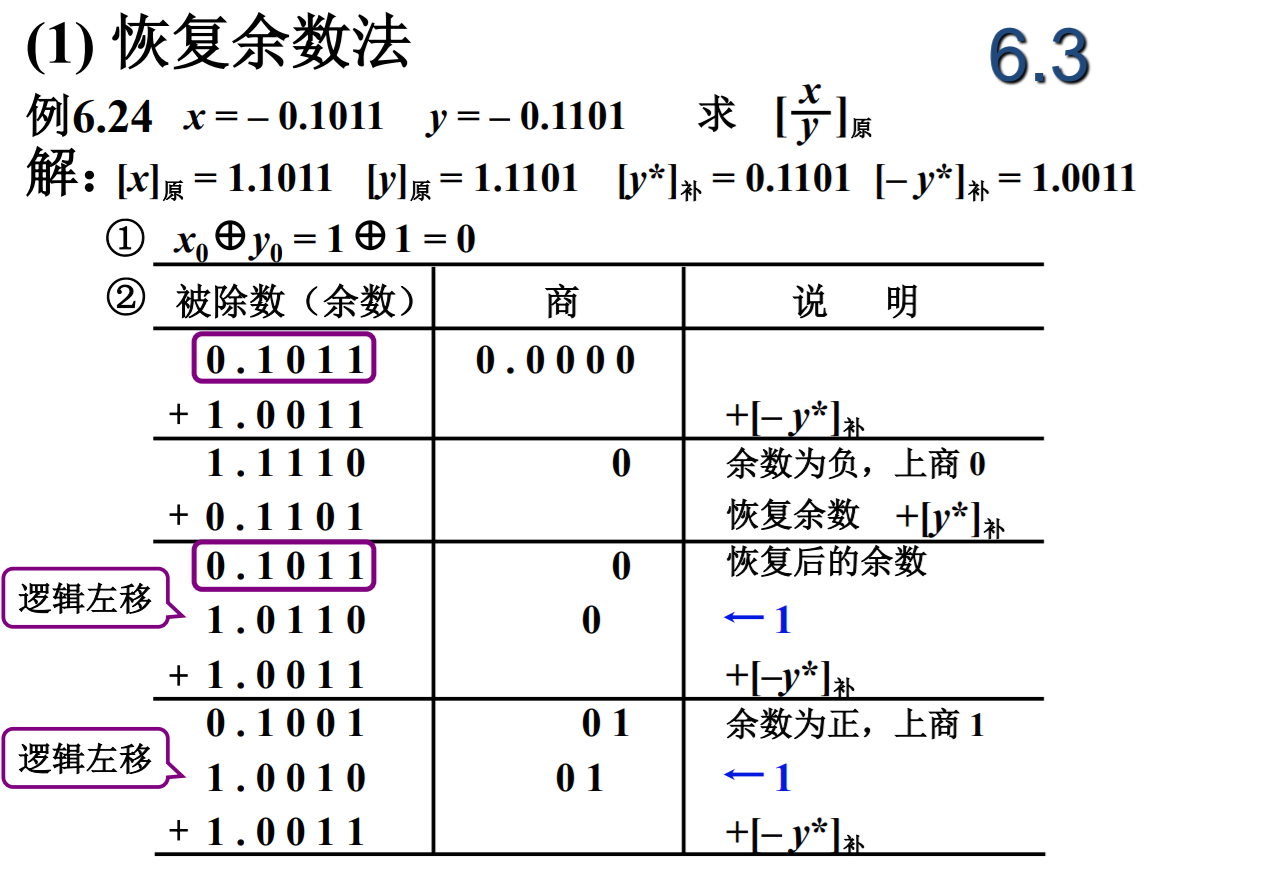 (1) 恢复余数法
6.3
例6.24 x = – 0.1011 y = – 0.1101 求 [x/y]原
解：[x]原 = 1.1011 [y]原 = 1.1101 [y*]补 = 0.1101 [– y*]补 = 1.0011
① x0⊕y0 = 1⊕1 = 0
② 被除数（余数） 商 说 明
0.1011 0.0000
+ 1.0011 +[– y*]补
1.1110 0 余数为负，上商 0
+ 0.1101 恢复余数 +[y*]补
0.1011 0 恢复后的余数
逻辑左移
1.0110 0 ← 1
+ 1.0011 +[–y*]补
0.1001 01 余数为正，上商 1
逻辑左移
1.0010 01 ← 1
+ 1.0011 +[– y*]补